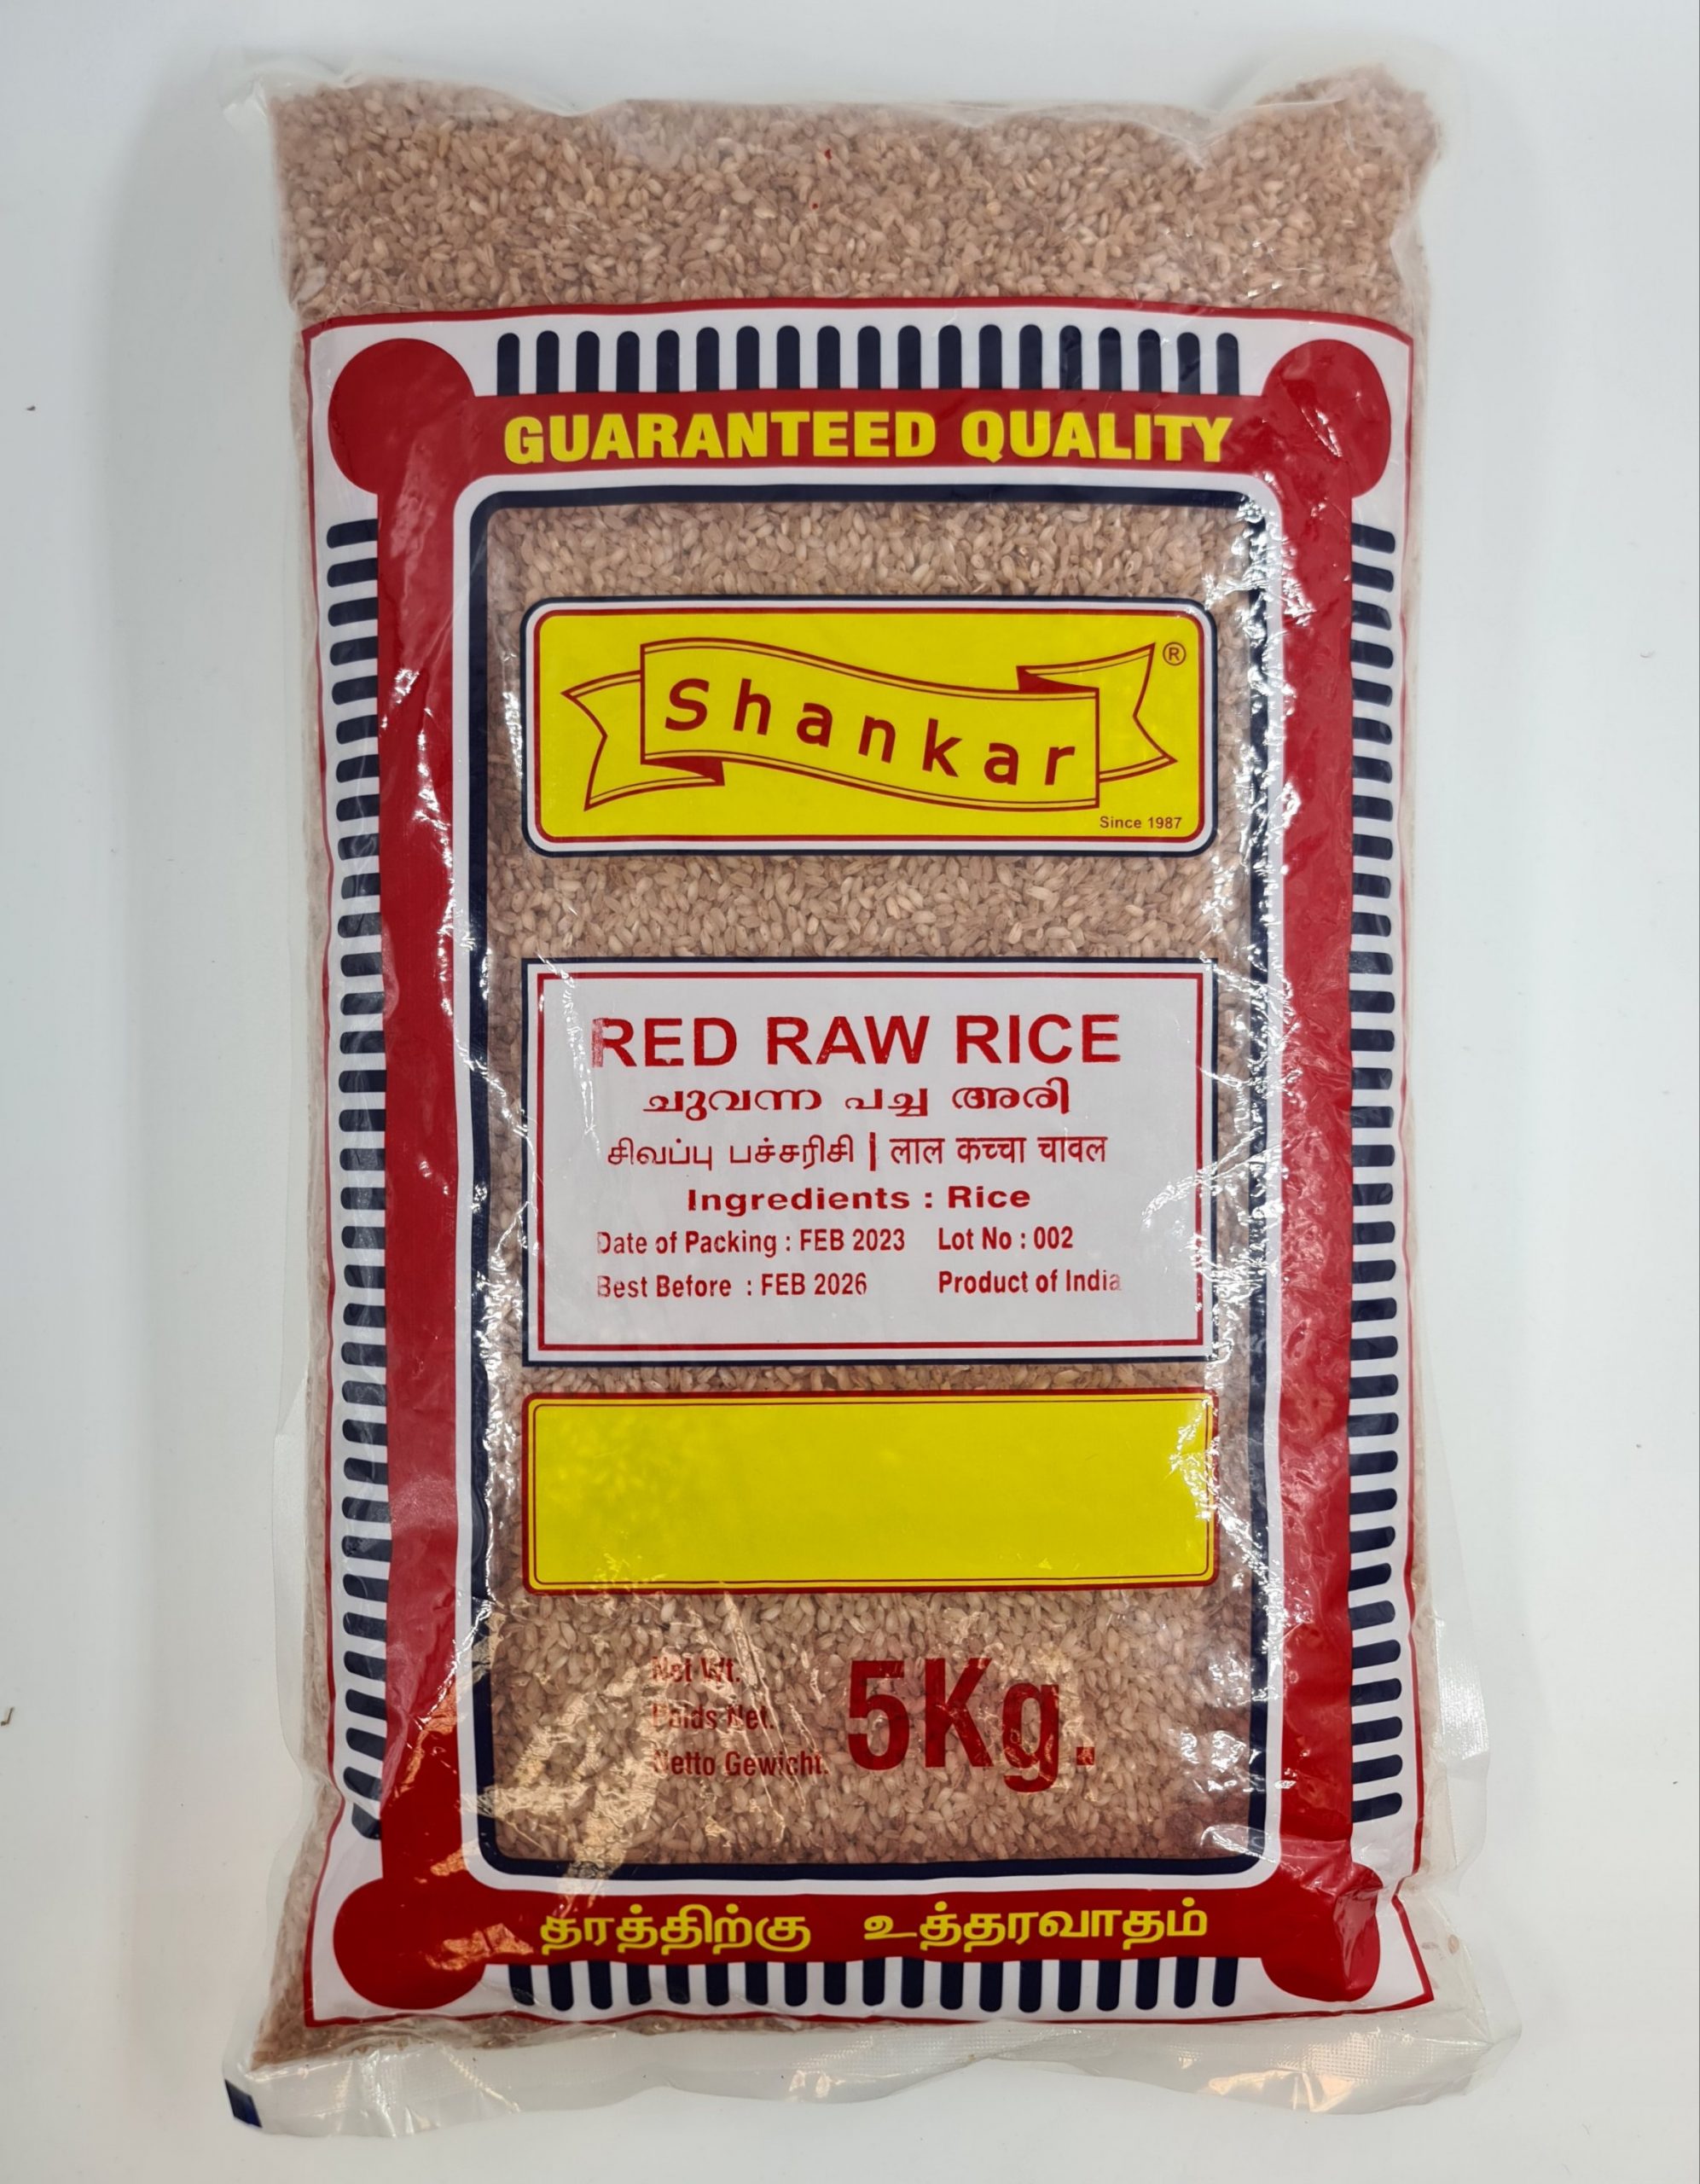 GUARANTEED QUALITY
Shankar ®
Since 1987
RED RAW RICE
ചുവന്ന പച്ച അരി
சிவப்பு பச்சரிசி | लाल कच्चा चावल
Ingredients : Rice
Date of Packing : FEB 2023 Lot No : 002
Best Before : FEB 2026 Product of India
Net Wt.
Poids Net.
Netto Gewicht.
5Kg.
தரத்திற்கு உத்தரவாதம்